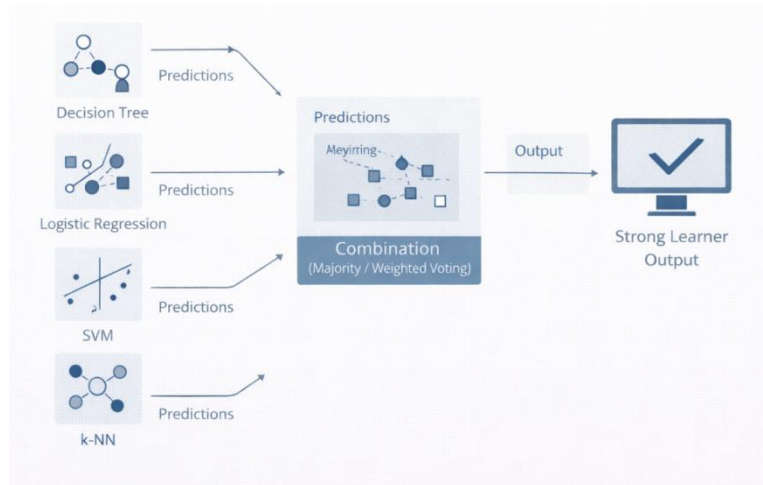 Predictions
Decision Tree
Predictions
Logistic Regression
Predictions
SVM
Predictions
k-NN
Predictions
Meyirring
Combination
(Majority / Weighted Voting)
Output
Strong Learner
Output